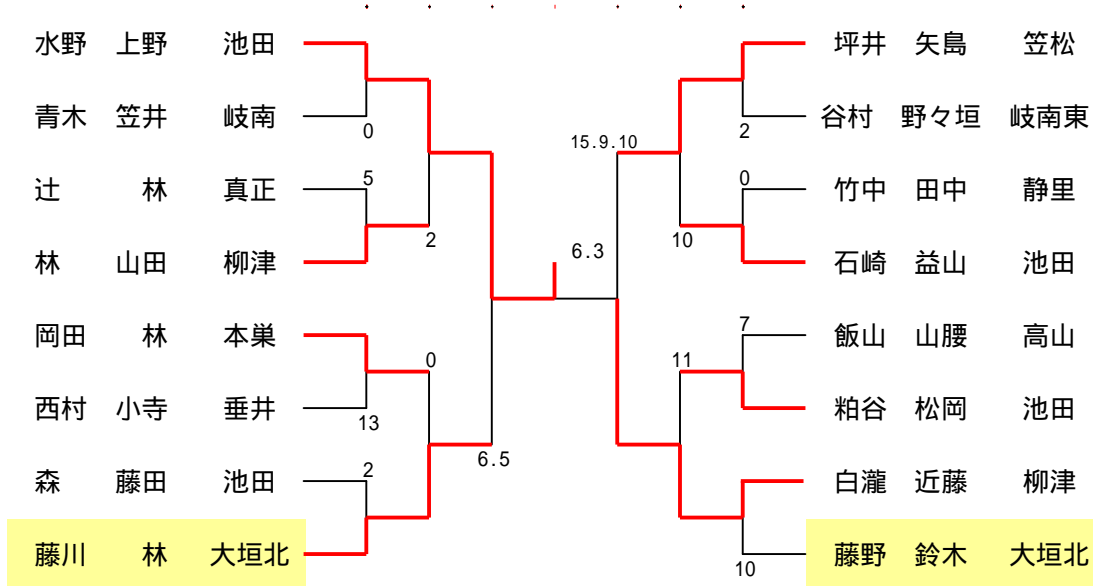 水野 上野 池田 坪井 矢島 笠松
青木 笠井 岐南 0 2 谷村 野々垣 岐南東
15.9.10
辻 林 真正 5 0 竹中 田中 静里
2 10
林 山田 柳津 6.3 石崎 益山 池田
岡田 林 本巣 7 飯山 山腰 高山
0 11
西村 小寺 垂井 13 粕谷 松岡 池田
6.5
森 藤田 池田 2 白瀧 近藤 柳津
藤川 林 大垣北 10 藤野 鈴木 大垣北